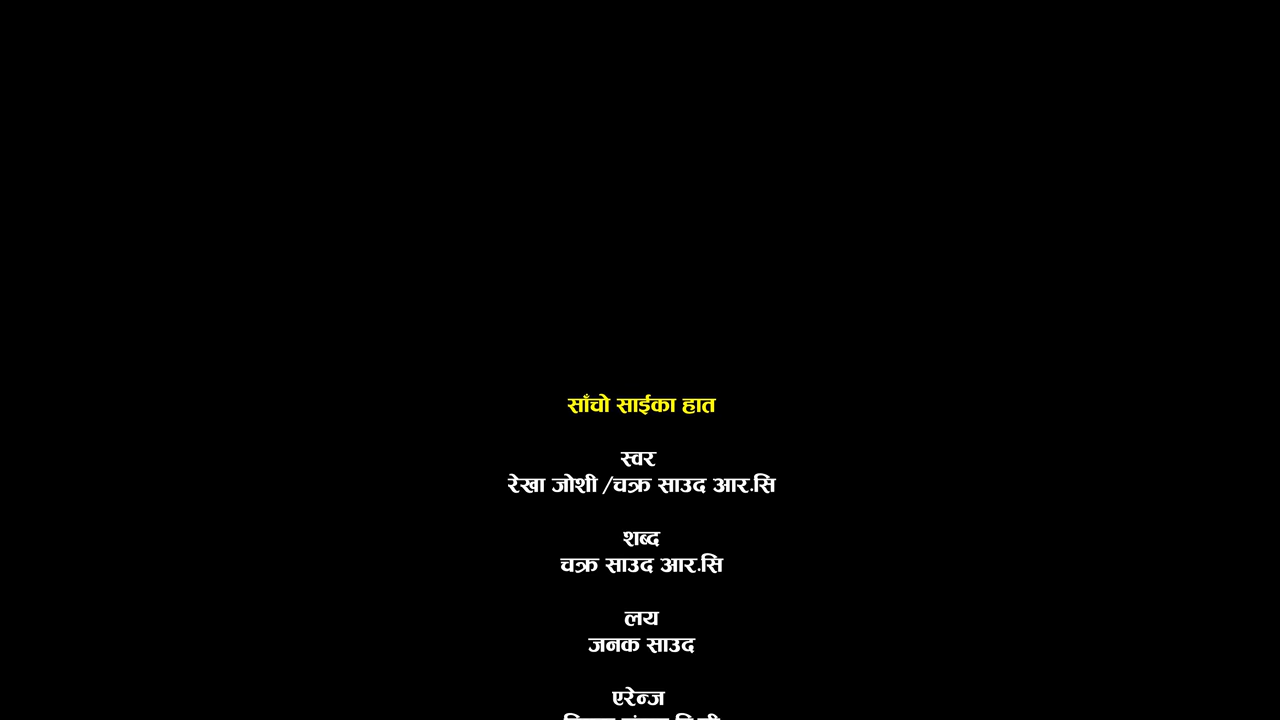 साँचो साईका हात
स्वर
रेखा जोशी /चक्र साउद आर.सि
शब्द
चक्र साउद आर.सि
लय
जनक साउद
एरेन्ज